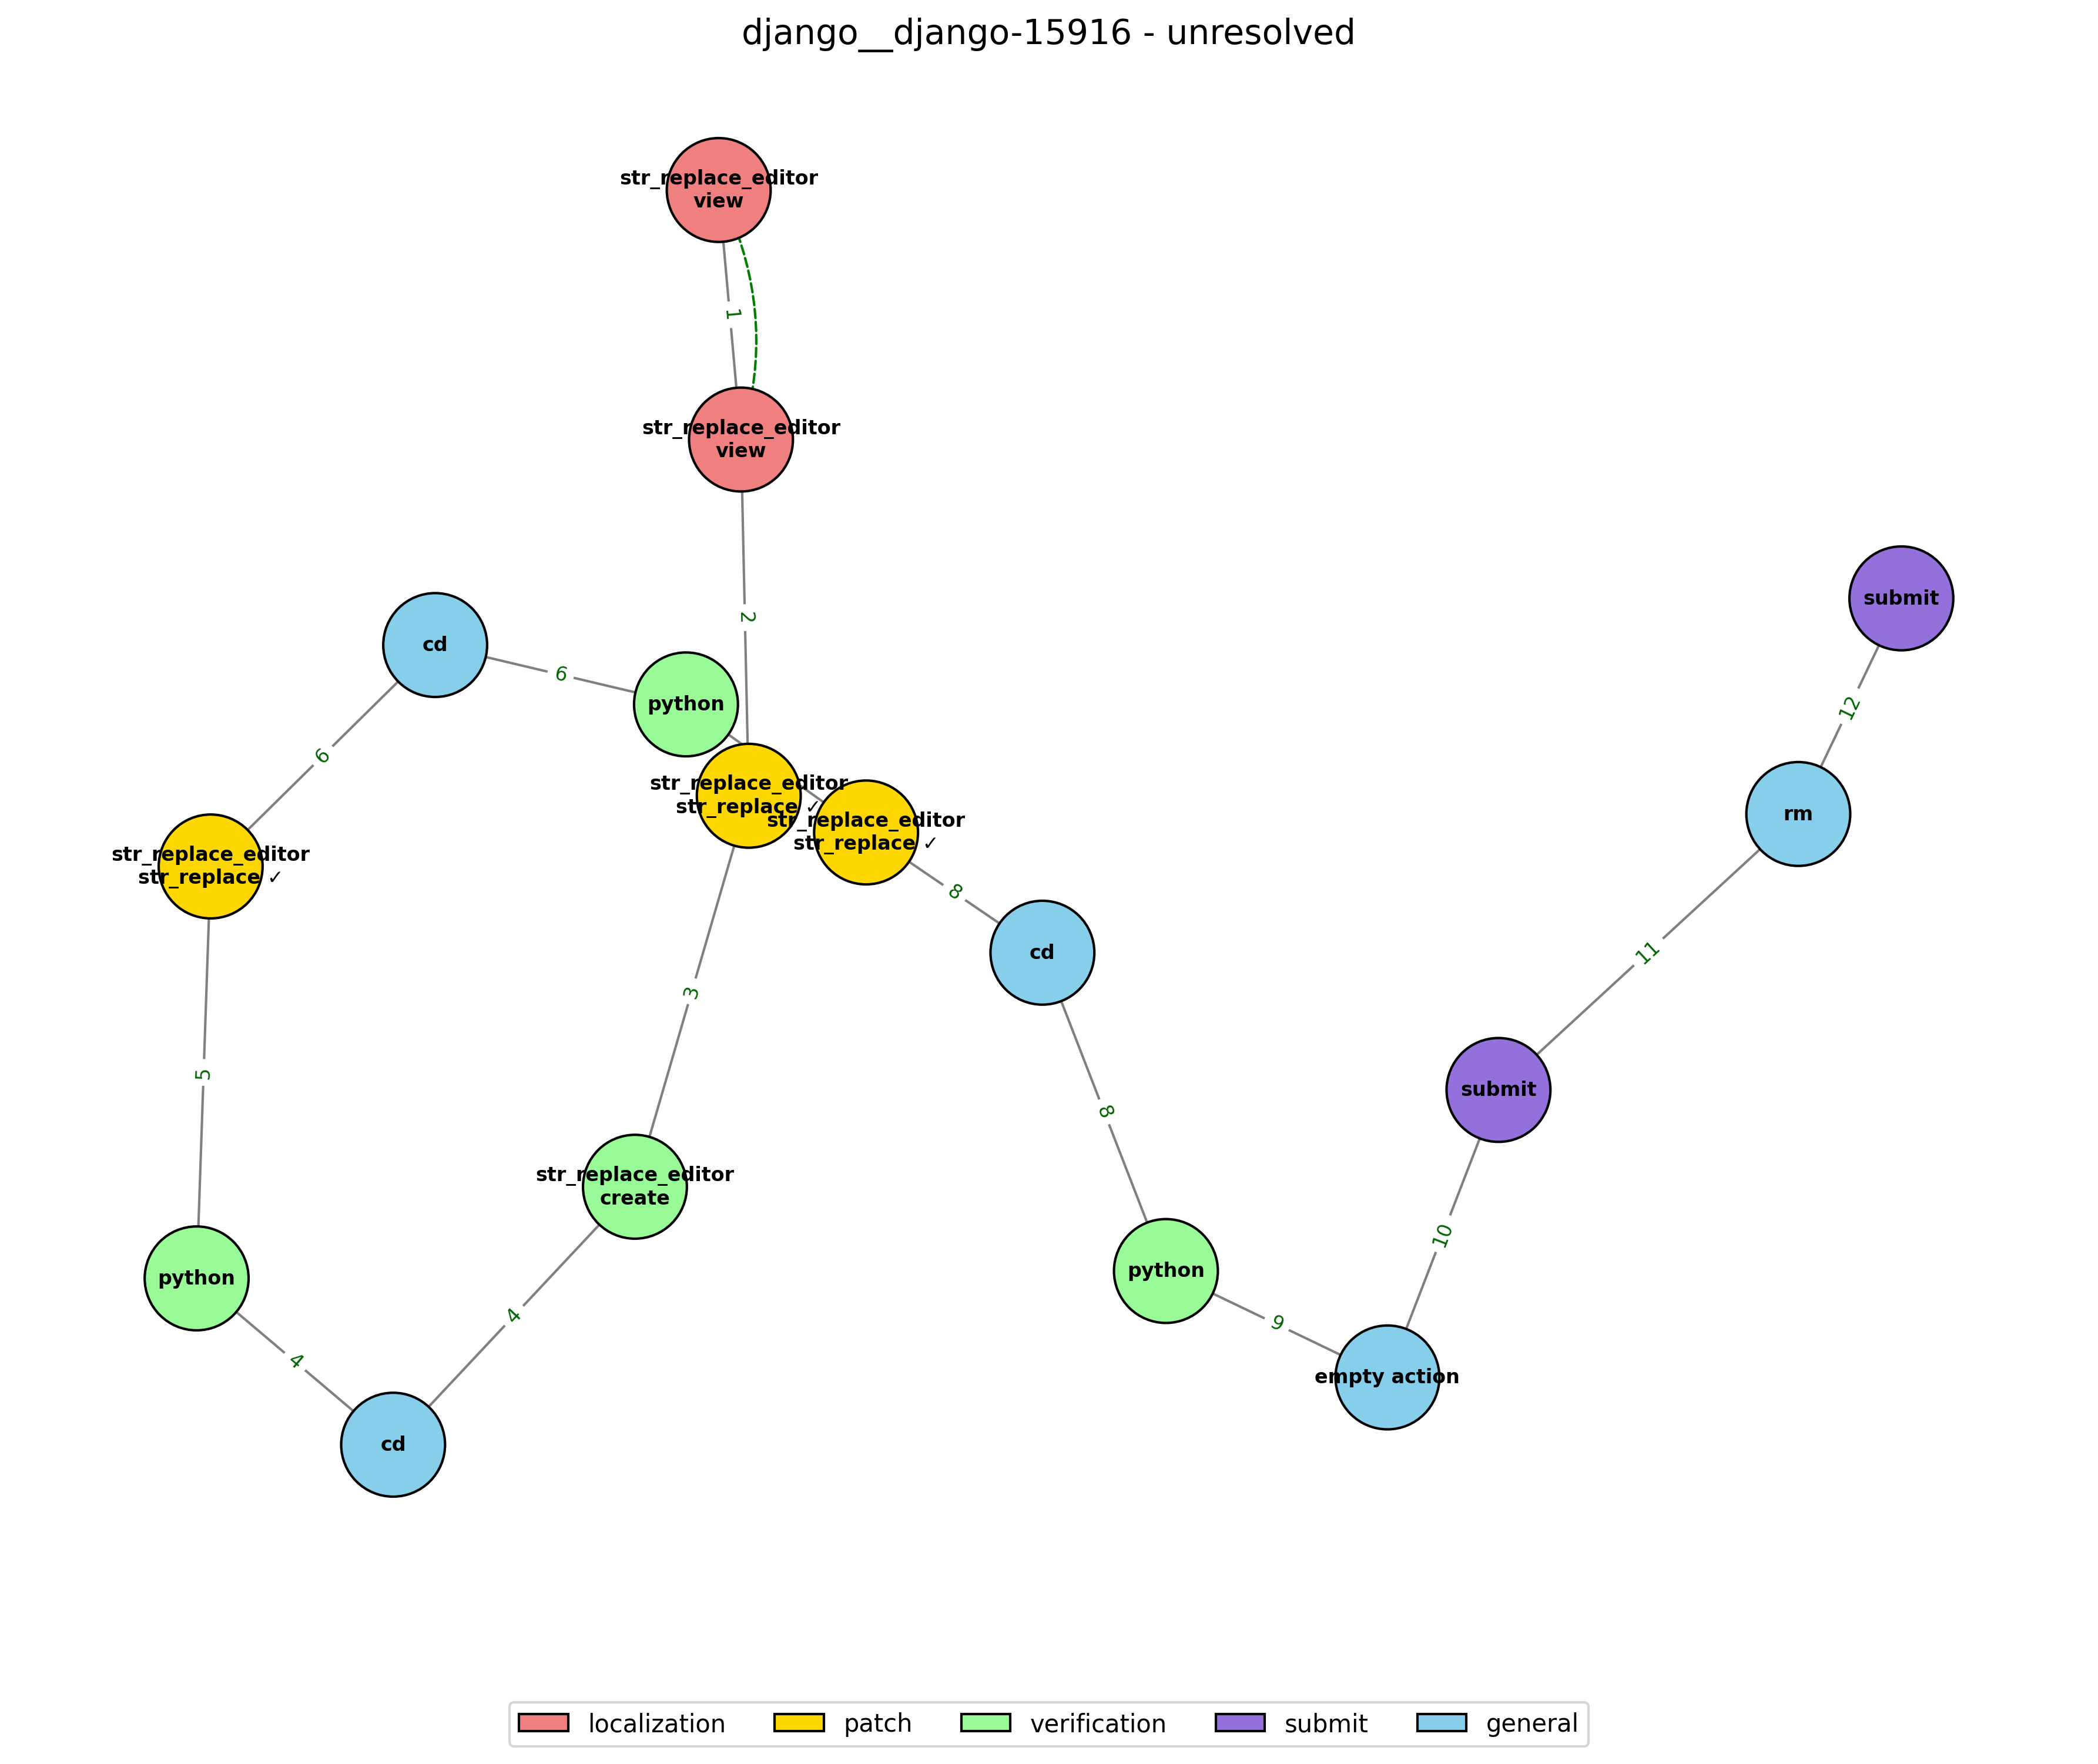 django__django-15916 - unresolved
str_replace_editor
view
1
str_replace_editor
view
2
cd
6
python
6
str_replace_editor
str_replace ✓
str_replace_editor
str_replace ✓
str_replace_editor
str_replace ✓
8
cd
submit
12
rm
11
5
3
8
submit
str_replace_editor
create
10
python
4
4
python
9
empty action
cd
localization
patch
verification
submit
general